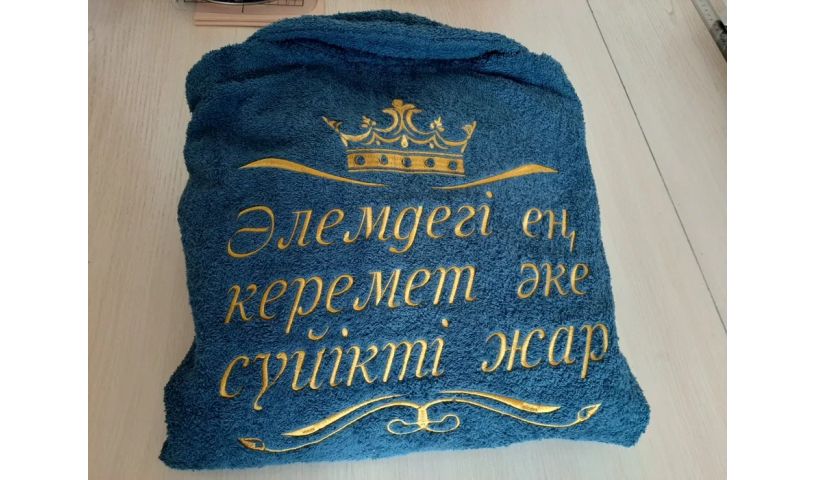 Әлемдегі ең
керемет әке
сүйікті жар